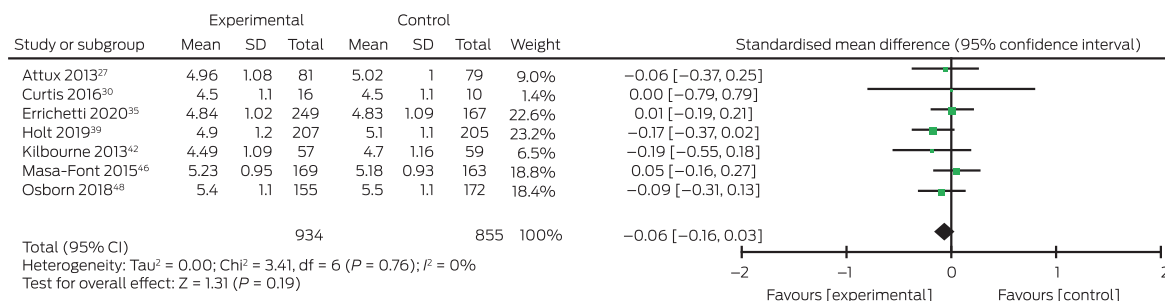 Experimental Control
Study or subgroup Mean SD Total Mean SD Total Weight Standardised mean difference (95% confidence interval)
Attux 2013²⁷ 4.96 1.08 81 5.02 1 79 9.0% −0.06 [−0.37, 0.25]
Curtis 2016³⁰ 4.5 1.1 16 4.5 1.1 10 1.4% 0.00 [−0.79, 0.79]
Errichetti 2020³⁵ 4.84 1.02 249 4.83 1.09 167 22.6% 0.01 [−0.19, 0.21]
Holt 2019³⁹ 4.9 1.2 207 5.1 1.1 205 23.2% −0.17 [−0.37, 0.02]
Kilbourne 2013⁴² 4.49 1.09 57 4.7 1.16 59 6.5% −0.19 [−0.55, 0.18]
Masa-Font 2015⁴⁶ 5.23 0.95 169 5.18 0.93 163 18.8% 0.05 [−0.16, 0.27]
Osborn 2018⁴⁸ 5.4 1.1 155 5.5 1.1 172 18.4% −0.09 [−0.31, 0.13]
934 855 100% −0.06 [−0.16, 0.03]
Total (95% CI)
Heterogeneity: Tau² = 0.00; Chi² = 3.41, df = 6 (P = 0.76); I² = 0%
Test for overall effect: Z = 1.31 (P = 0.19)
−2 −1 0 1 2
Favours [experimental] Favours [control]